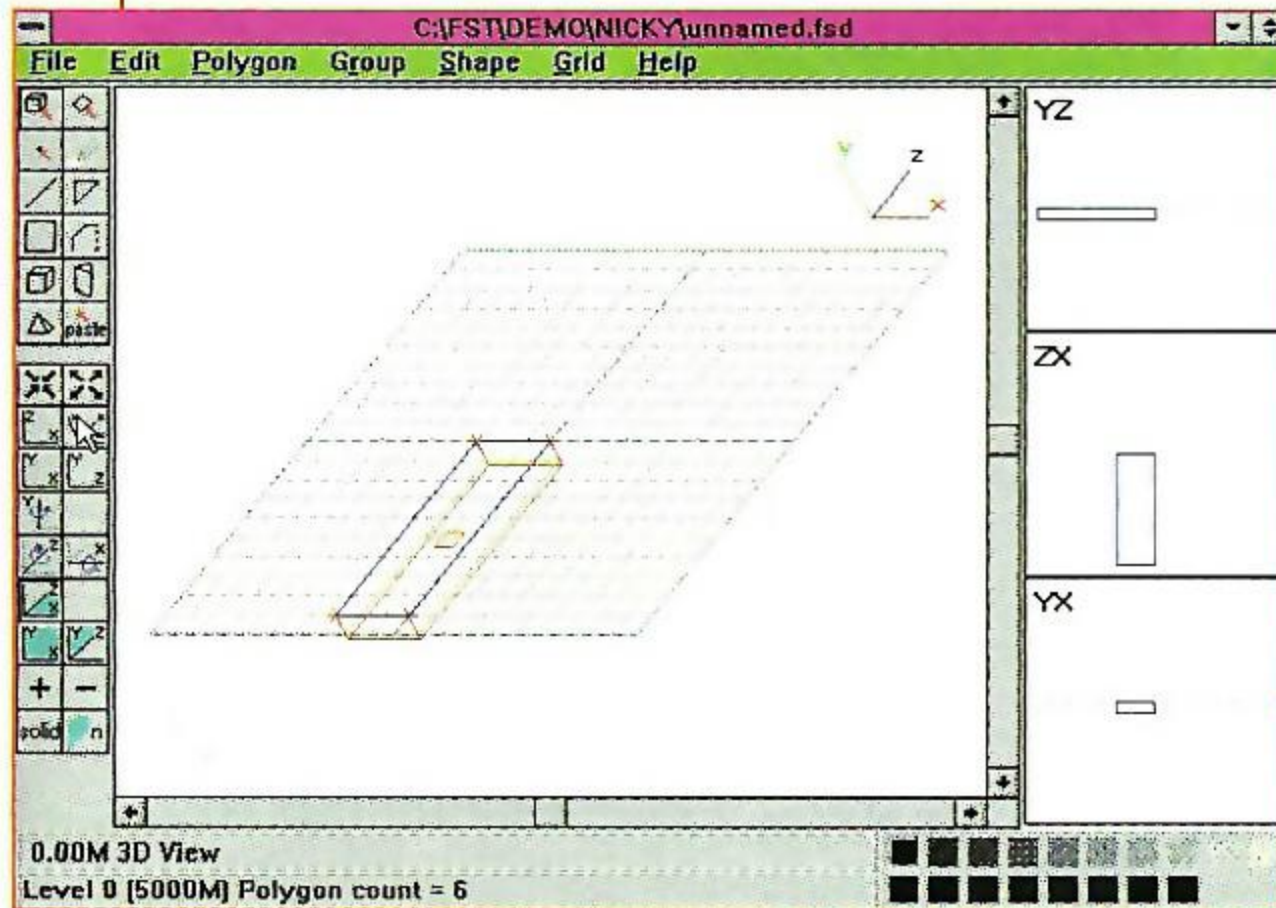 C:\FST\DEMO\NICKY\unnamed.fsd
File Edit Polygon Group Shape Grid Help
YZ
Y Z X
ZX
paste
Z X
Y X Y Z
Y
Z X
Z X
YX
Y X Y Z
+ −
solid n
0.00M 3D View
Level 0 (5000M) Polygon count = 6